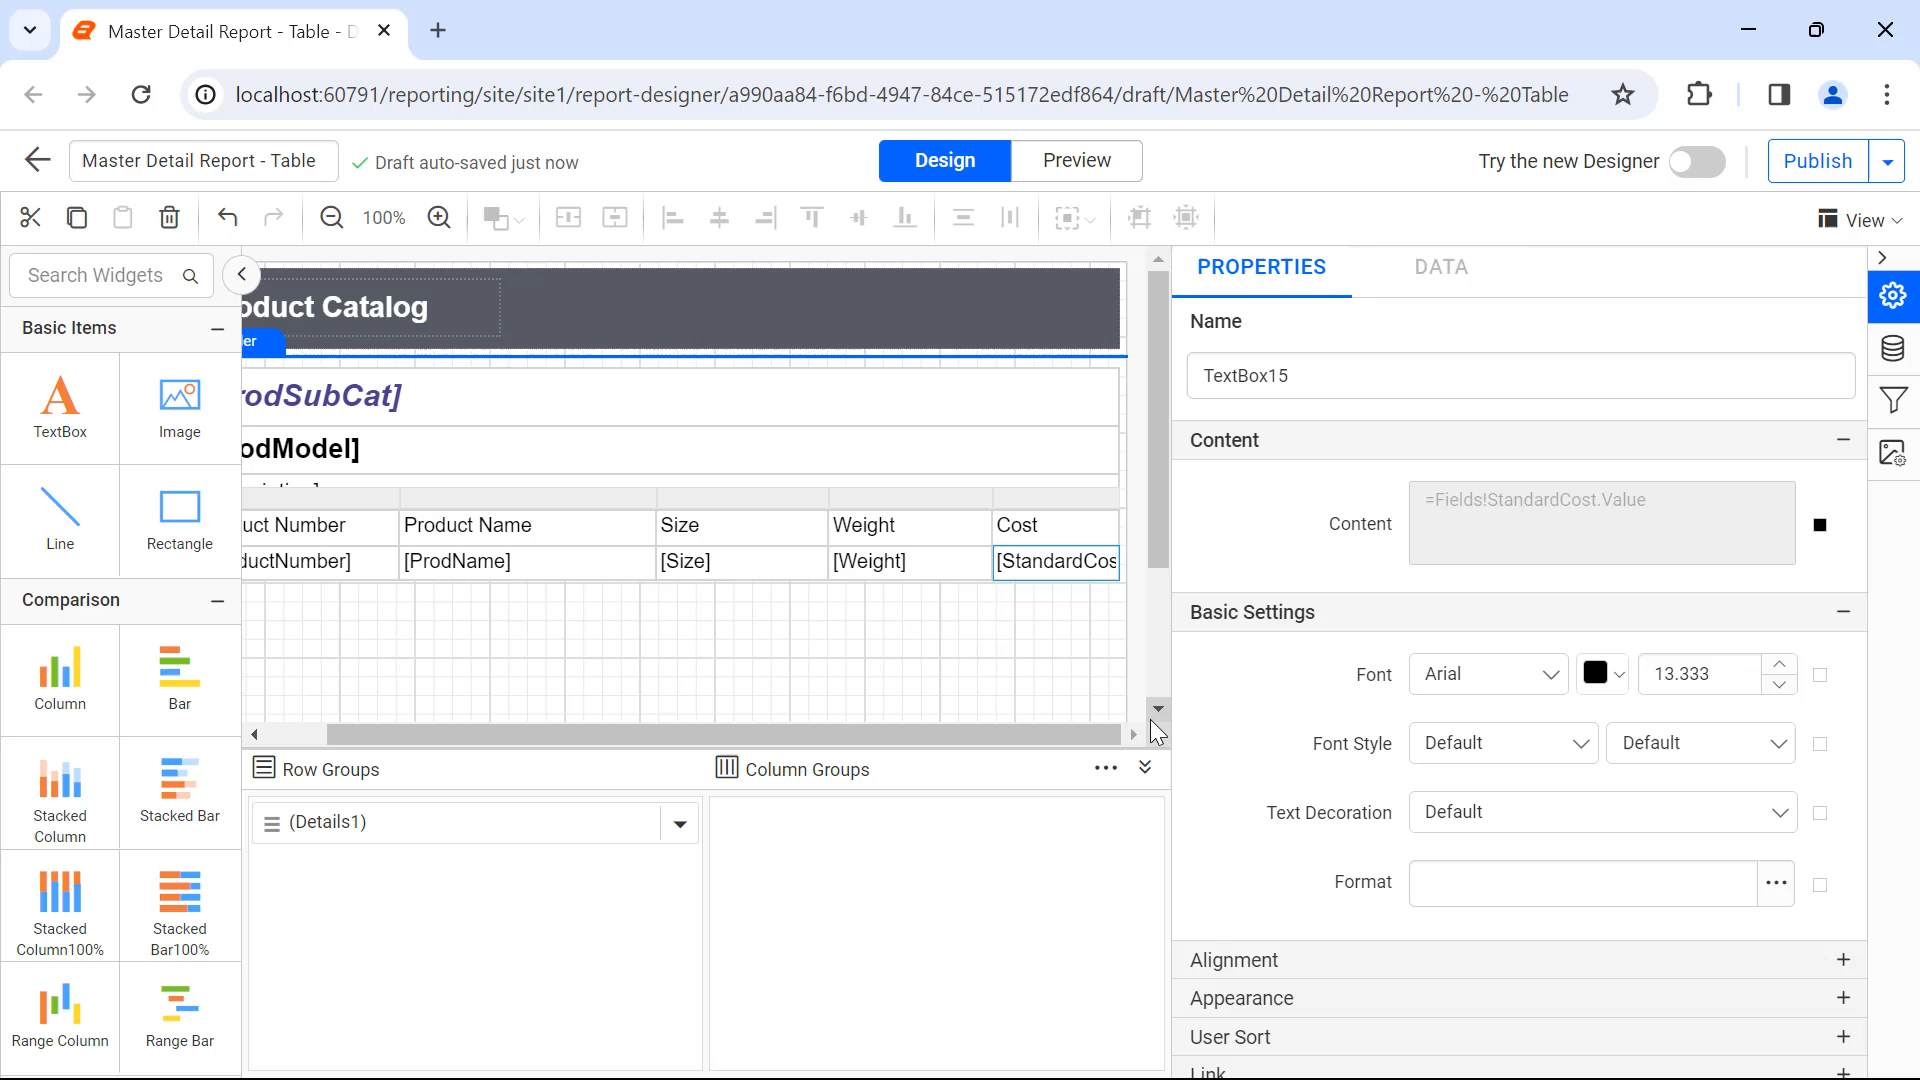 Master Detail Report - Table - D
localhost:60791/reporting/site/site1/report-designer/a990aa84-f6bd-4947-84ce-515172edf864/draft/Master%20Detail%20Report%20-%20Table
Master Detail Report - Table
Draft auto-saved just now
Design
Preview
Try the new Designer
Publish
100%
View
Search Widgets
Basic Items
TextBox
Image
Line
Rectangle
Comparison
Column
Bar
Stacked
Column
Stacked Bar
Stacked
Column100%
Stacked
Bar100%
Range Column
Range Bar
oduct Catalog
er
rodSubCat]
odModel]
uct Number
Product Name
Size
Weight
Cost
ductNumber]
[ProdName]
[Size]
[Weight]
[StandardCos
Row Groups
Column Groups
(Details1)
PROPERTIES
DATA
Name
TextBox15
Content
Content
=Fields!StandardCost.Value
Basic Settings
Font
Arial
13.333
Font Style
Default
Default
Text Decoration
Default
Format
Alignment
Appearance
User Sort
Link